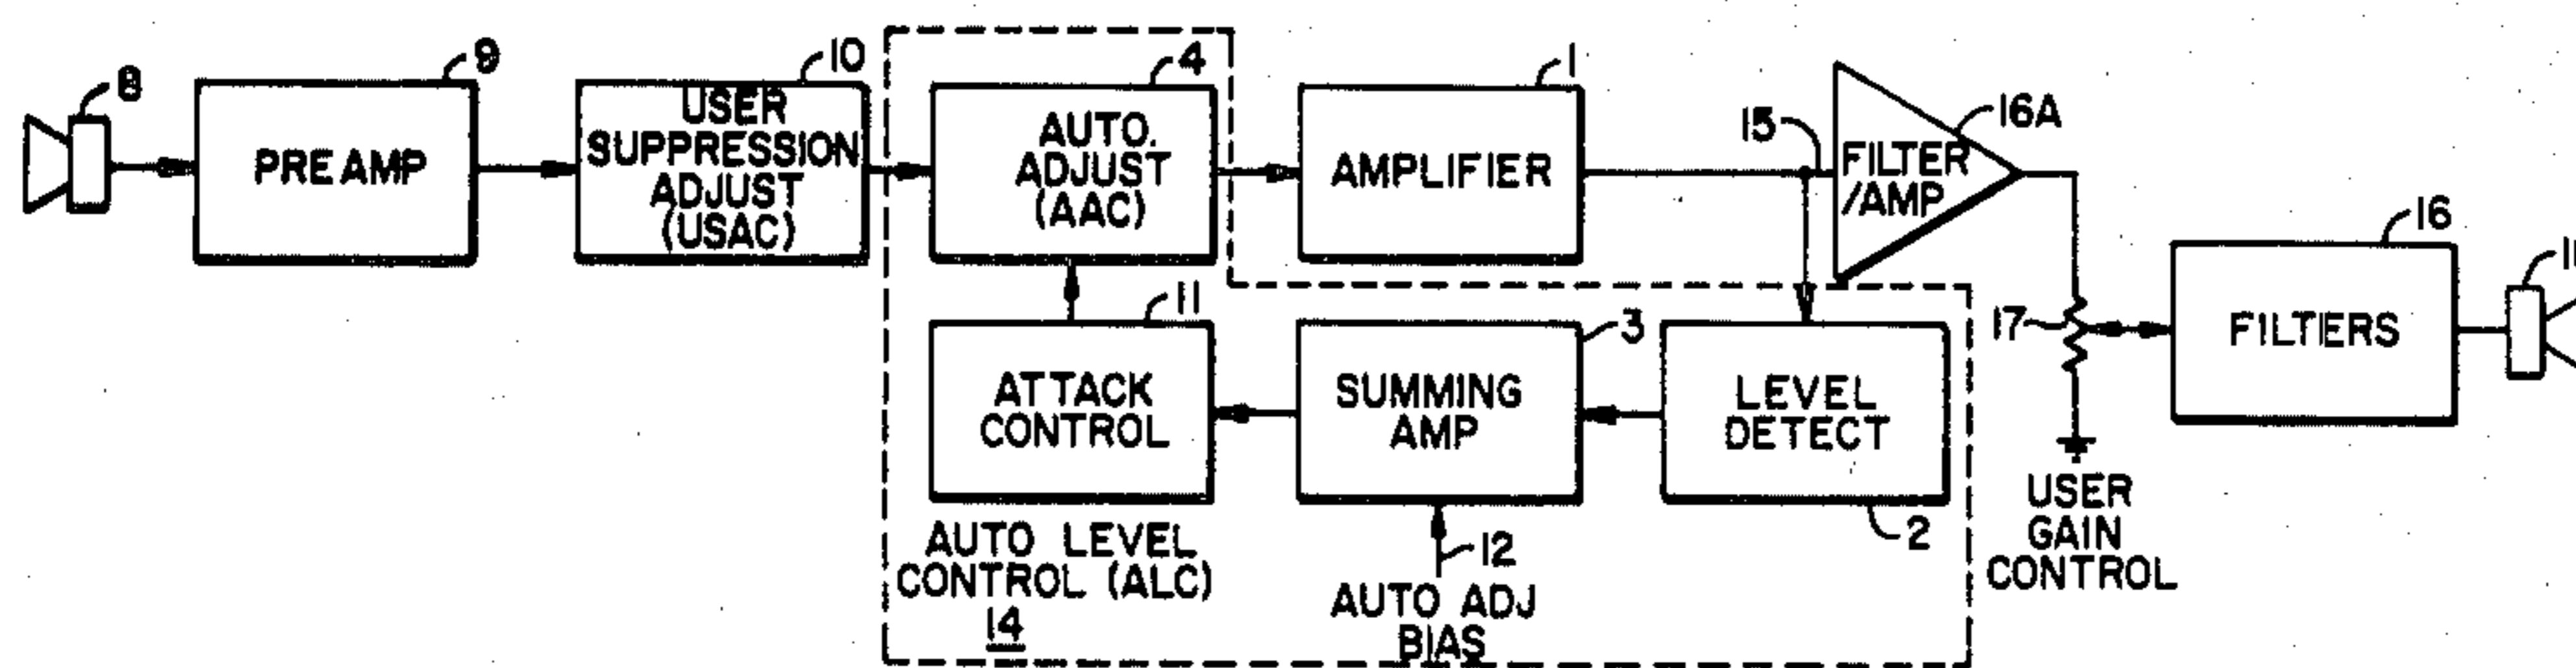 8
9
PREAMP
10
USER
SUPPRESSION
ADJUST
(USAC)
4
AUTO.
ADJUST
(AAC)
1
AMPLIFIER
15
16A
FILTER
/AMP
16
FILTERS
17
USER
GAIN
CONTROL
11
ATTACK
CONTROL
3
SUMMING
AMP
LEVEL
DETECT
2
12
AUTO ADJ
BIAS
AUTO LEVEL
CONTROL (ALC)
14